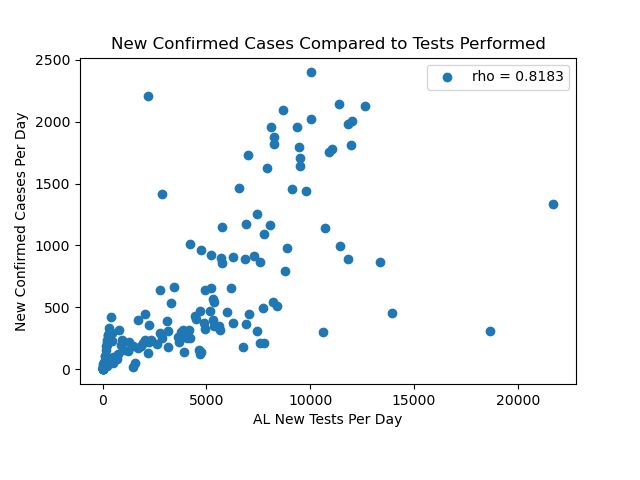 New Confirmed Cases Compared to Tests Performed
rho = 0.8183
New Confirmed Caeses Per Day
2500
2000
1500
1000
500
0
0 5000 10000 15000 20000
AL New Tests Per Day